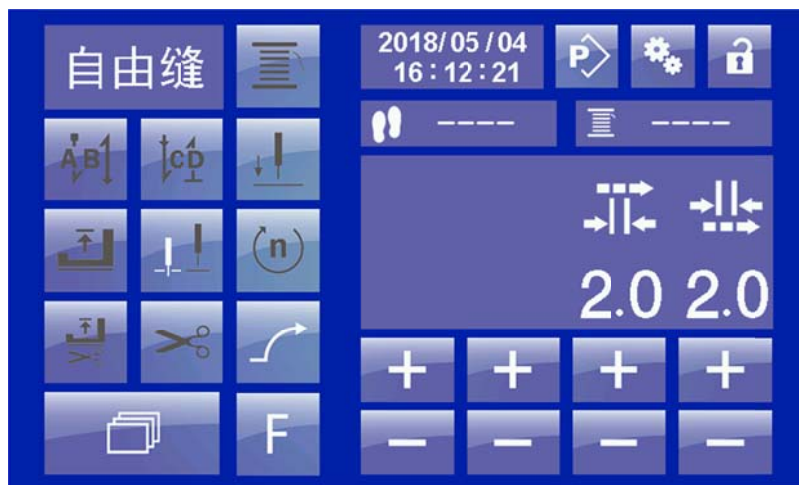 自由缝
2018/05/04
16:12:21
P
----
----
A B
C D
n
2.0 2.0
+ + + +
- - - -
F